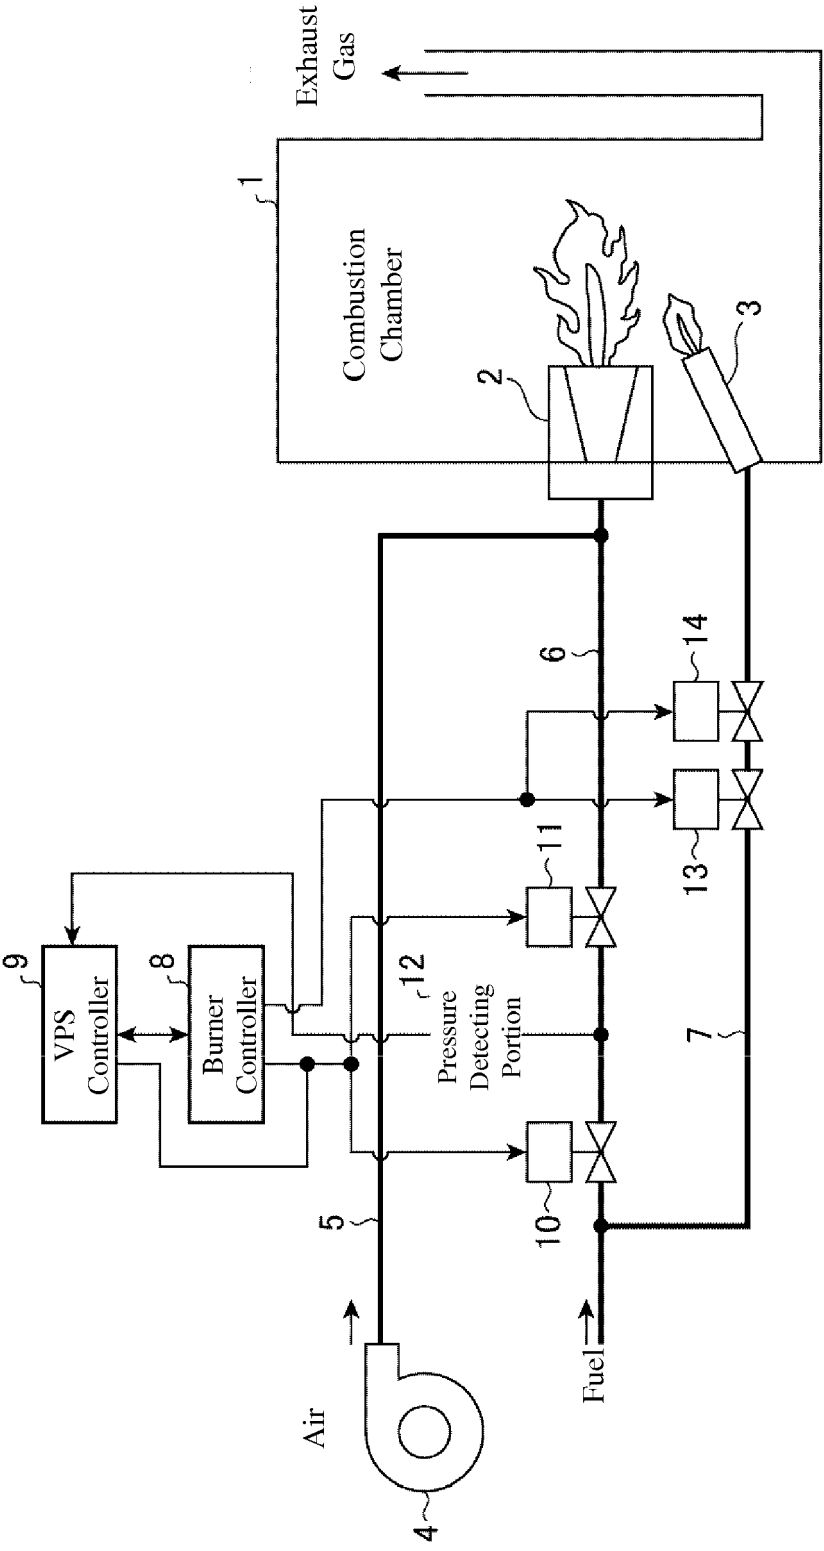 Exhaust
Gas
1
Combustion
Chamber
2
3
6
14
13
11
9
VPS
Controller
8
Burner
Controller
12
Pressure
Detecting
Portion
7
5
10
Air
Fuel
4